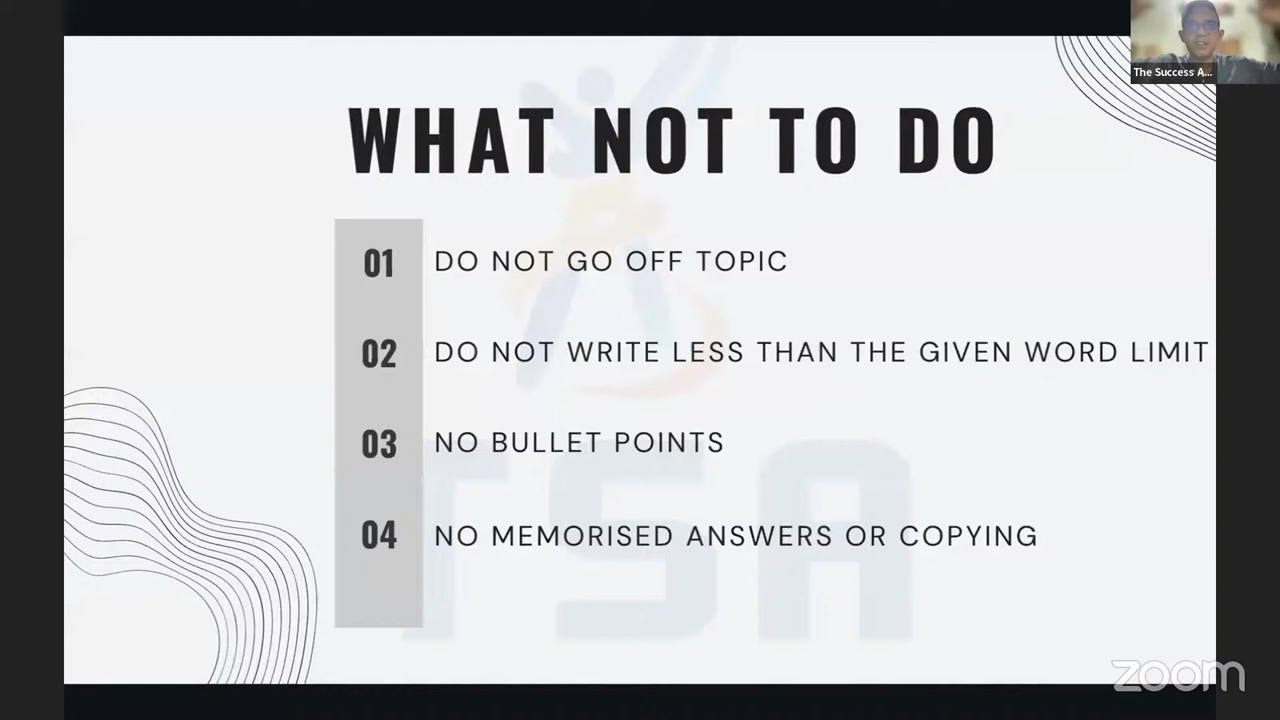 The Success A...
WHAT NOT TO DO
01 DO NOT GO OFF TOPIC
02 DO NOT WRITE LESS THAN THE GIVEN WORD LIMIT
03 NO BULLET POINTS
04 NO MEMORISED ANSWERS OR COPYING
TSA
zoom